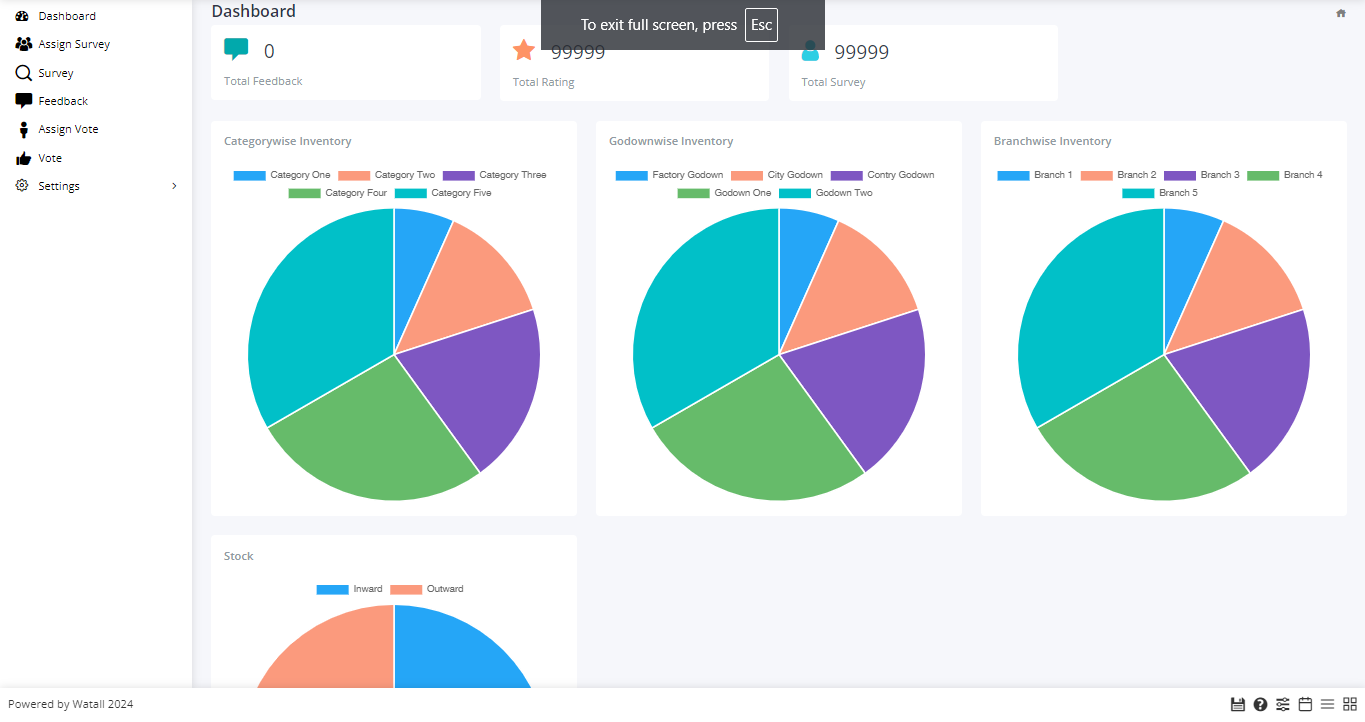 Dashboard
Assign Survey
Survey
Feedback
Assign Vote
Vote
Settings
Dashboard
To exit full screen, press Esc
0
Total Feedback
99999
Total Rating
99999
Total Survey
Categorywise Inventory
Category One Category Two Category Three
Category Four Category Five
Godownwise Inventory
Factory Godown City Godown Contry Godown
Godown One Godown Two
Branchwise Inventory
Branch 1 Branch 2 Branch 3 Branch 4
Branch 5
Stock
Inward Outward
Powered by Watall 2024